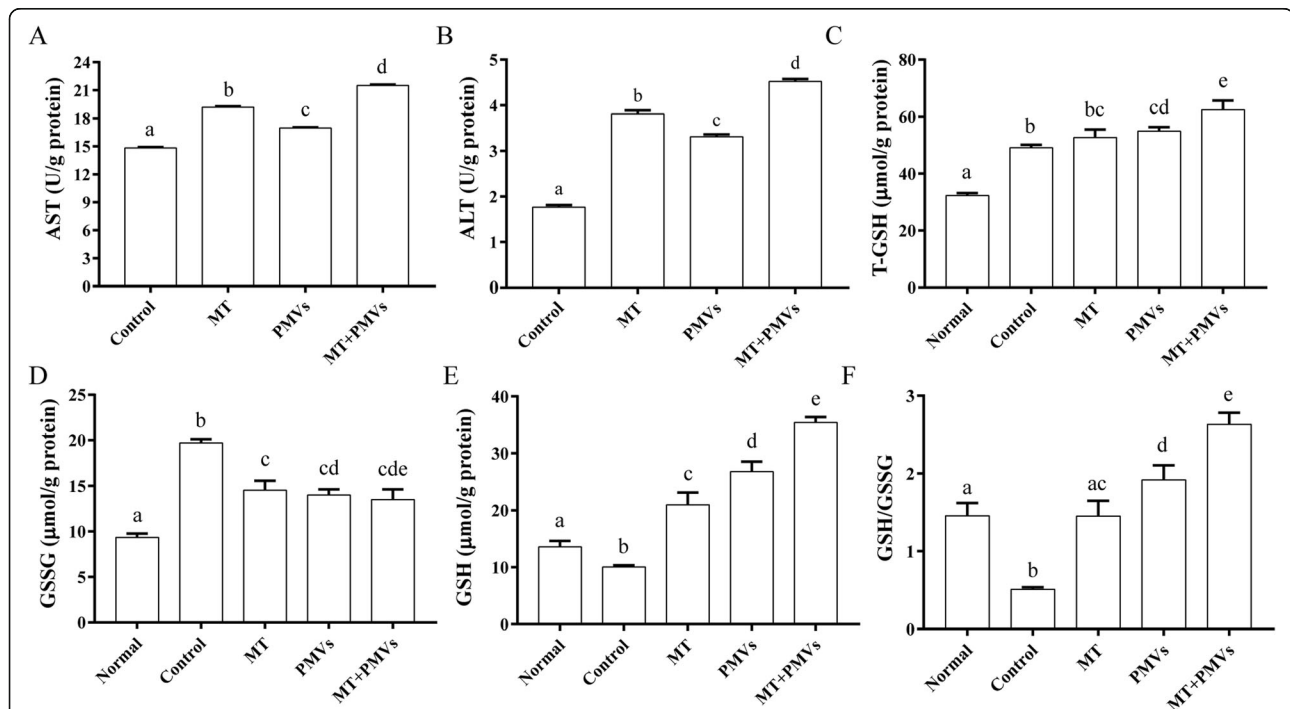 A
AST (U/g protein)
24
21
18
15
12
9
6
3
0
a
b
c
d
Control
MT
PMVs
MT+PMVs
B
ALT (U/g protein)
5
4
3
2
1
0
a
b
c
d
Control
MT
PMVs
MT+PMVs
C
T-GSH (μmol/g protein)
80
60
40
20
0
a
b
bc
cd
e
Normal
Control
MT
PMVs
MT+PMVs
D
GSSG (μmol/g protein)
25
20
15
10
5
0
a
b
c
cd
cde
Normal
Control
MT
PMVs
MT+PMVs
E
GSH (μmol/g protein)
40
30
20
10
0
a
b
c
d
e
Normal
Control
MT
PMVs
MT+PMVs
F
GSH/GSSG
3
2
1
0
a
b
ac
d
e
Normal
Control
MT
PMVs
MT+PMVs